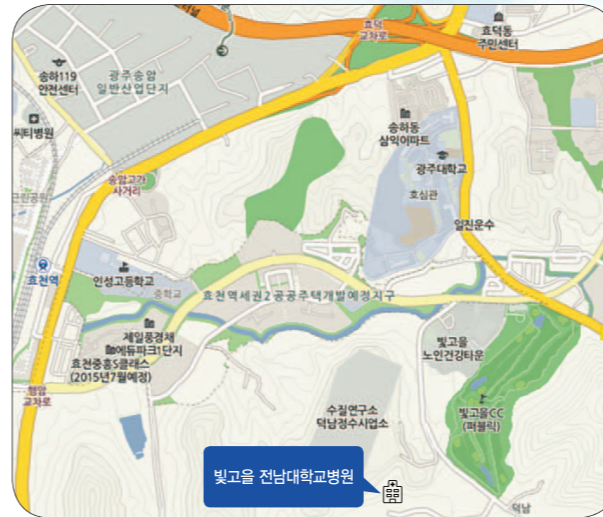 효덕
교차로
효덕동
주민센터
송하119
안전센터
광주송암
일반산업단지
씨티병원
송하동
삼익아파트
광주대학교
호심관
송암고가
사거리
일진운수
효천역
인성고등학교
중학교
효천역세권2공공주택개발예정지구
제일풍경채
에듀파크1단지
효천중흥S클래스
(2015년7월예정)
빛고을
노인건강타운
행암
교차로
수질연구소
덕남정수사업소
빛고을CC
(퍼블릭)
빛고을 전남대학교병원
덕남